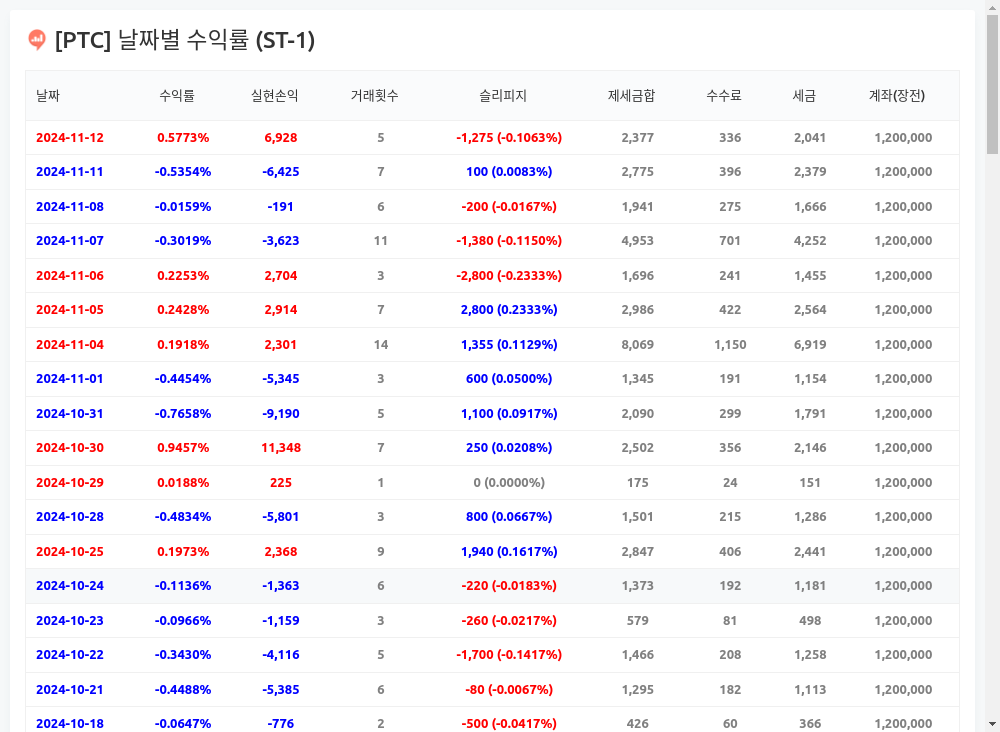 [PTC] 날짜별 수익률 (ST-1)
날짜 수익률 실현손익 거래횟수 슬리피지 제세금합 수수료 세금 계좌(장전)
2024-11-12 0.5773% 6,928 5 -1,275 (-0.1063%) 2,377 336 2,041 1,200,000
2024-11-11 -0.5354% -6,425 7 100 (0.0083%) 2,775 396 2,379 1,200,000
2024-11-08 -0.0159% -191 6 -200 (-0.0167%) 1,941 275 1,666 1,200,000
2024-11-07 -0.3019% -3,623 11 -1,380 (-0.1150%) 4,953 701 4,252 1,200,000
2024-11-06 0.2253% 2,704 3 -2,800 (-0.2333%) 1,696 241 1,455 1,200,000
2024-11-05 0.2428% 2,914 7 2,800 (0.2333%) 2,986 422 2,564 1,200,000
2024-11-04 0.1918% 2,301 14 1,355 (0.1129%) 8,069 1,150 6,919 1,200,000
2024-11-01 -0.4454% -5,345 3 600 (0.0500%) 1,345 191 1,154 1,200,000
2024-10-31 -0.7658% -9,190 5 1,100 (0.0917%) 2,090 299 1,791 1,200,000
2024-10-30 0.9457% 11,348 7 250 (0.0208%) 2,502 356 2,146 1,200,000
2024-10-29 0.0188% 225 1 0 (0.0000%) 175 24 151 1,200,000
2024-10-28 -0.4834% -5,801 3 800 (0.0667%) 1,501 215 1,286 1,200,000
2024-10-25 0.1973% 2,368 9 1,940 (0.1617%) 2,847 406 2,441 1,200,000
2024-10-24 -0.1136% -1,363 6 -220 (-0.0183%) 1,373 192 1,181 1,200,000
2024-10-23 -0.0966% -1,159 3 -260 (-0.0217%) 579 81 498 1,200,000
2024-10-22 -0.3430% -4,116 5 -1,700 (-0.1417%) 1,466 208 1,258 1,200,000
2024-10-21 -0.4488% -5,385 6 -80 (-0.0067%) 1,295 182 1,113 1,200,000
2024-10-18 -0.0647% -776 2 -500 (-0.0417%) 426 60 366 1,200,000